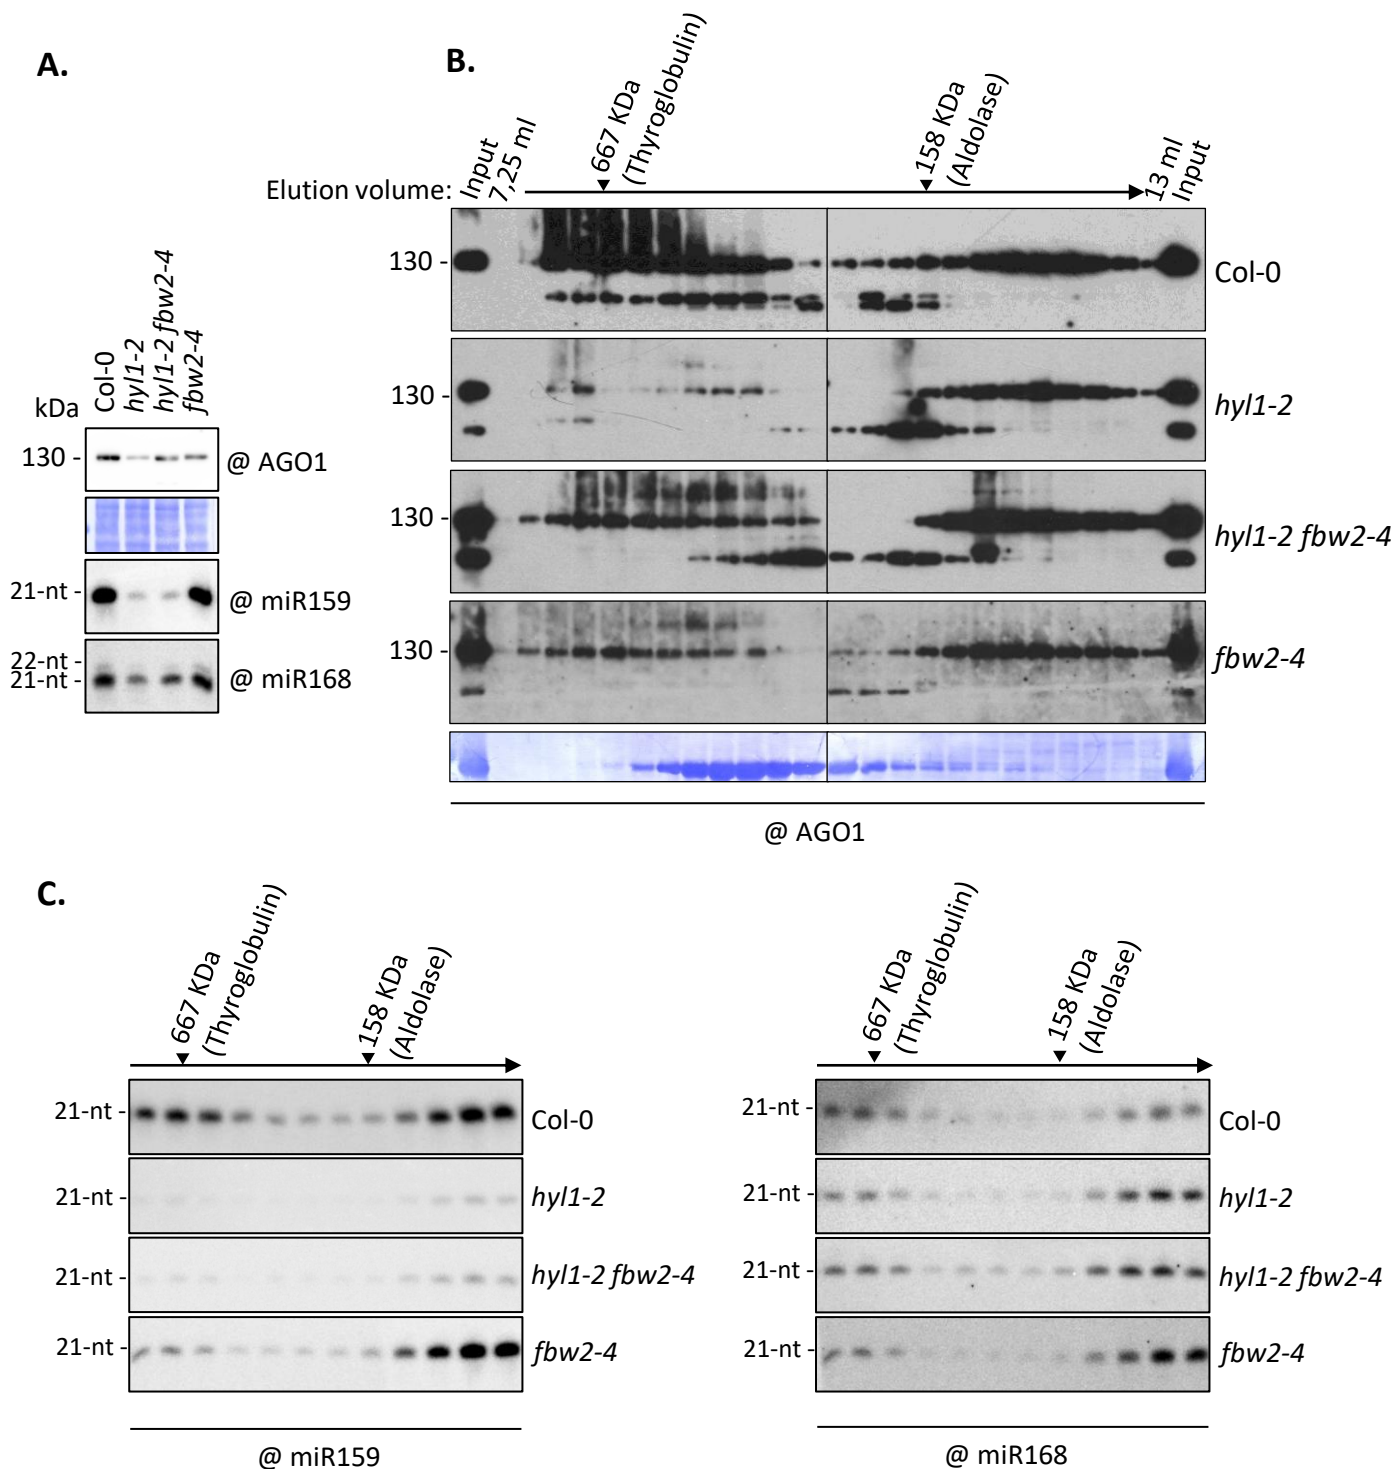 A.
kDa
Col-0
hyl1-2
hyl1-2 fbw2-4
fbw2-4
130 -
@ AGO1
21-nt -
@ miR159
22-nt -
21-nt -
@ miR168
B.
Elution volume:
Input
7,25 ml
667 KDa
(Thyroglobulin)
158 KDa
(Aldolase)
13 ml
Input
130 -
Col-0
130 -
hyl1-2
130 -
hyl1-2 fbw2-4
130 -
fbw2-4
@ AGO1
C.
667 KDa
(Thyroglobulin)
158 KDa
(Aldolase)
21-nt -
Col-0
21-nt -
hyl1-2
21-nt -
hyl1-2 fbw2-4
21-nt -
fbw2-4
@ miR159
667 KDa
(Thyroglobulin)
158 KDa
(Aldolase)
21-nt -
Col-0
21-nt -
hyl1-2
21-nt -
hyl1-2 fbw2-4
21-nt -
fbw2-4
@ miR168